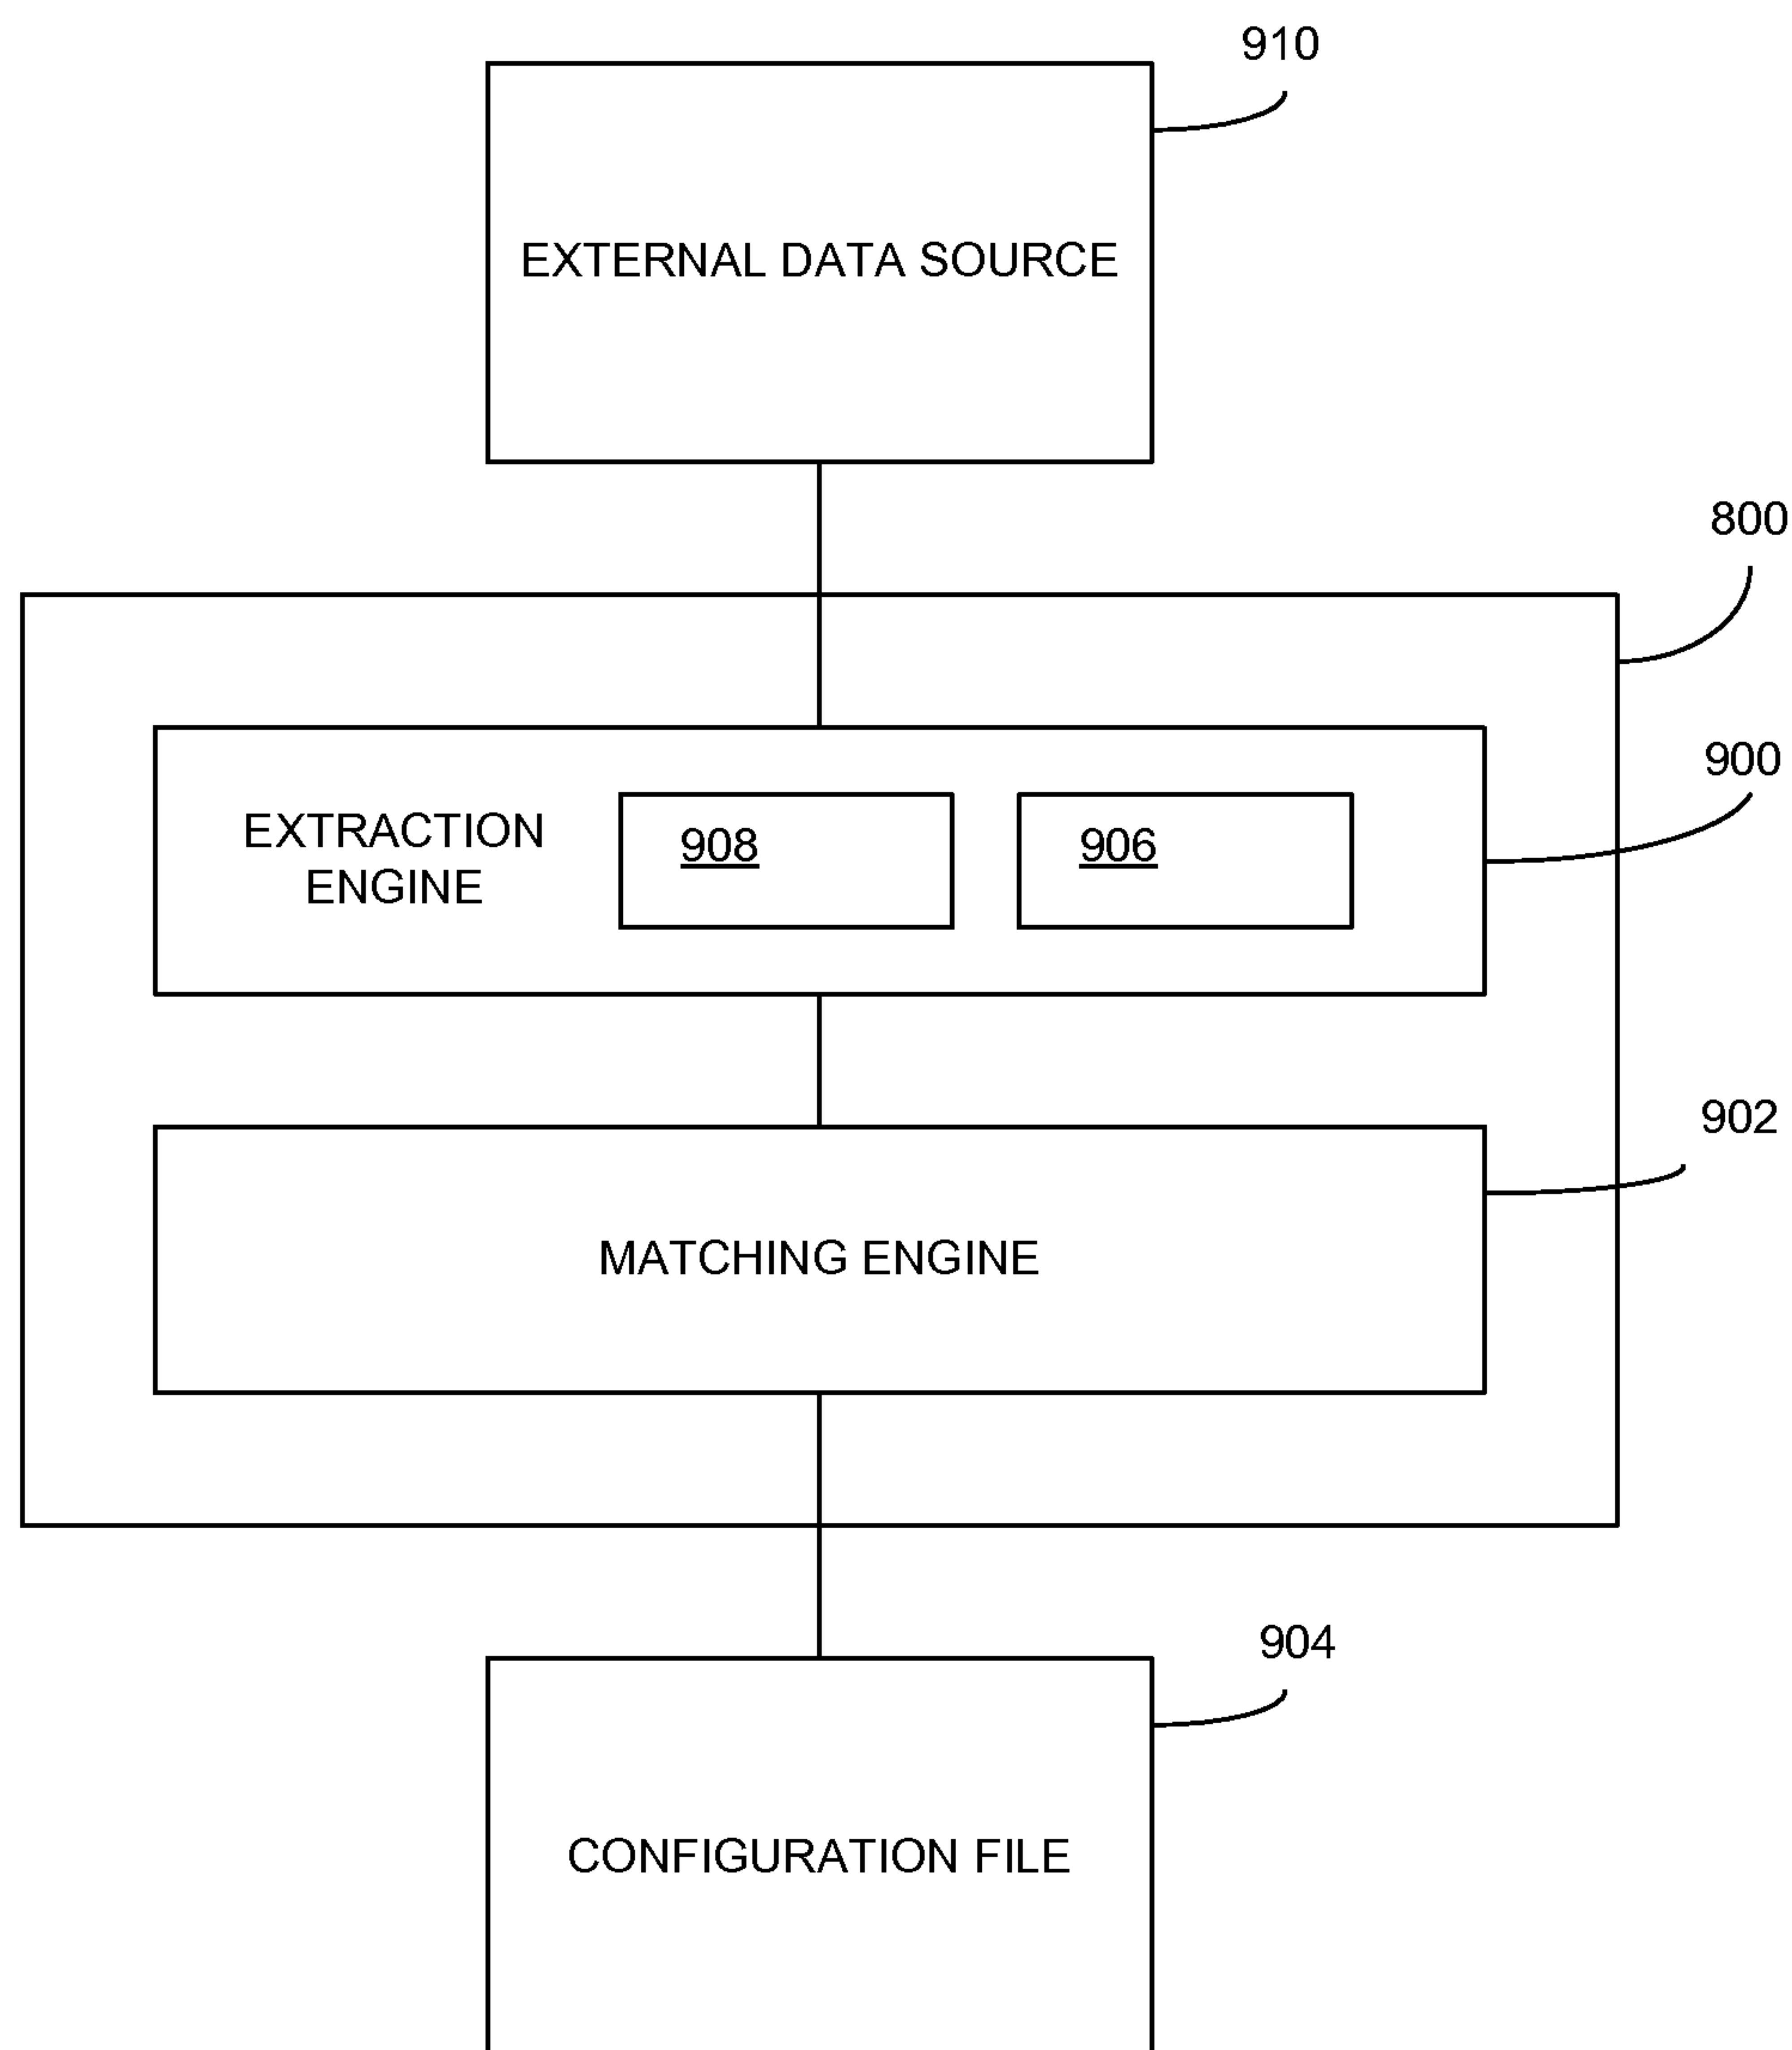 910
EXTERNAL DATA SOURCE
800
900
EXTRACTION
ENGINE
908
906
902
MATCHING ENGINE
904
CONFIGURATION FILE